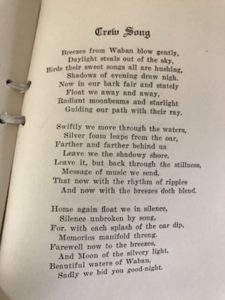 Crew Song
Breezes from Waban blow gently,
Daylight steals out of the sky,
Birds their sweet songs all are hushing,
Shadows of evening draw nigh.
Now in our bark fair and stately
Float we away and away,
Radiant moonbeams and starlight
Guiding our path with their ray.
Swiftly we move through the waters,
Silver foam leaps from the oar,
Farther and farther behind us
Leave we the shadowy shore.
Leave it, but back through the stillness,
Message of music we send,
That now with the rhythm of ripples
And now with the breezes doth blend.
Home again float we in silence,
Silence unbroken by song,
For, with each splash of the oar dip,
Memories manifold throng.
Farewell now to the breezes,
And Moon of the silvery light,
Beautiful waters of Waban,
Sadly we bid you good-night.